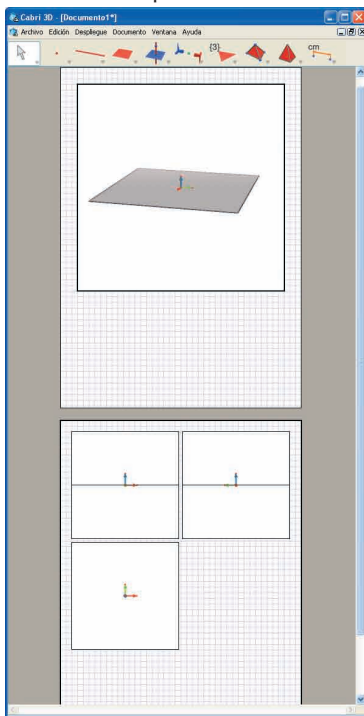 Cabri 3D - [Documento1*]
Archivo Edición Despliegue Documento Ventana Ayuda
{3} cm